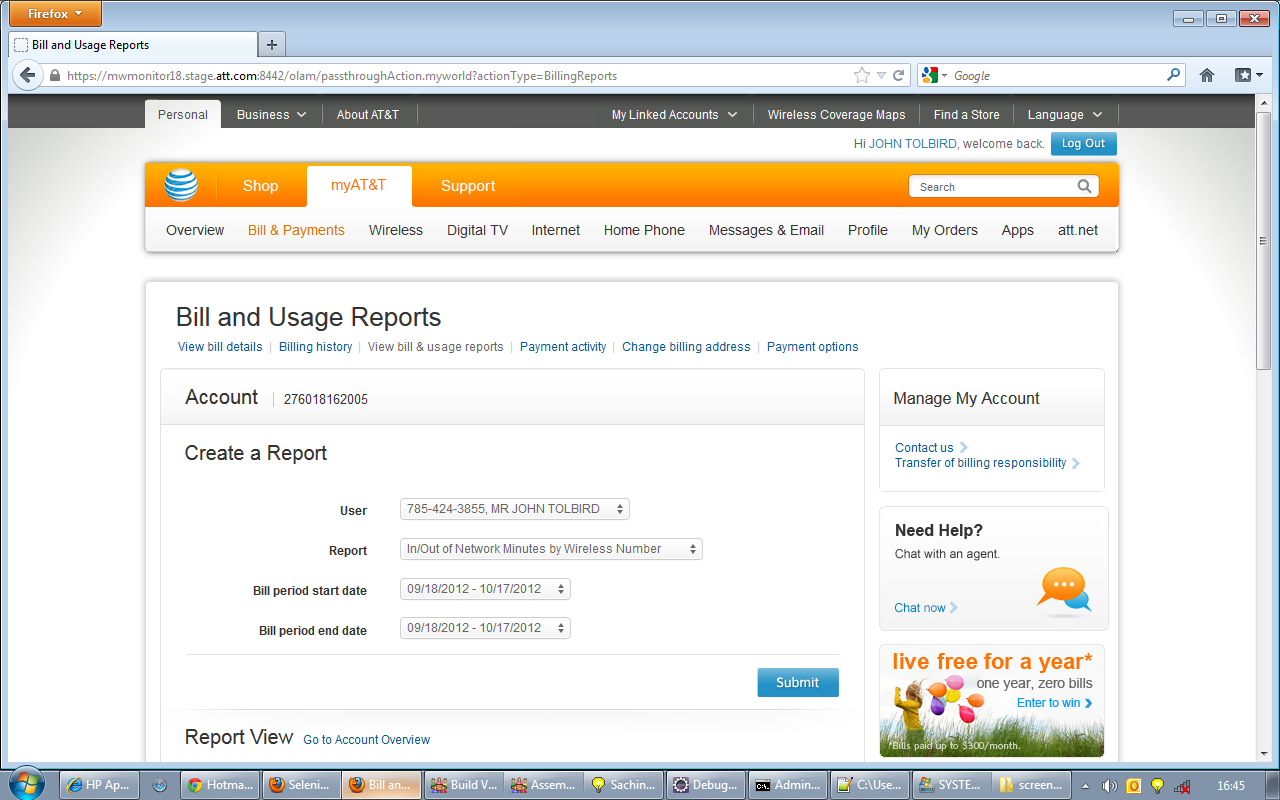 Firefox
Bill and Usage Reports
https://mwmonitor18.stage.att.com:8442/olam/passthroughAction.myworld?actionType=BillingReports
Google
Personal Business About AT&T My Linked Accounts Wireless Coverage Maps Find a Store Language
Hi JOHN TOLBIRD, welcome back. Log Out
Shop myAT&T Support Search
Overview Bill & Payments Wireless Digital TV Internet Home Phone Messages & Email Profile My Orders Apps att.net
Bill and Usage Reports
View bill details Billing history View bill & usage reports Payment activity Change billing address Payment options
Account 276018162005
Create a Report
User 785-424-3855, MR JOHN TOLBIRD
Report In/Out of Network Minutes by Wireless Number
Bill period start date 09/18/2012 - 10/17/2012
Bill period end date 09/18/2012 - 10/17/2012
Submit
Report View Go to Account Overview
Manage My Account
Contact us
Transfer of billing responsibility
Need Help?
Chat with an agent.
Chat now
live free for a year*
one year, zero bills
Enter to win
*Bills paid up to $300/month.
HP Ap... Hotma... Seleni... Bill an... Build V... Assem... Sachin... Debug... Admin... C:\Use... SYSTE... screen... 16:45